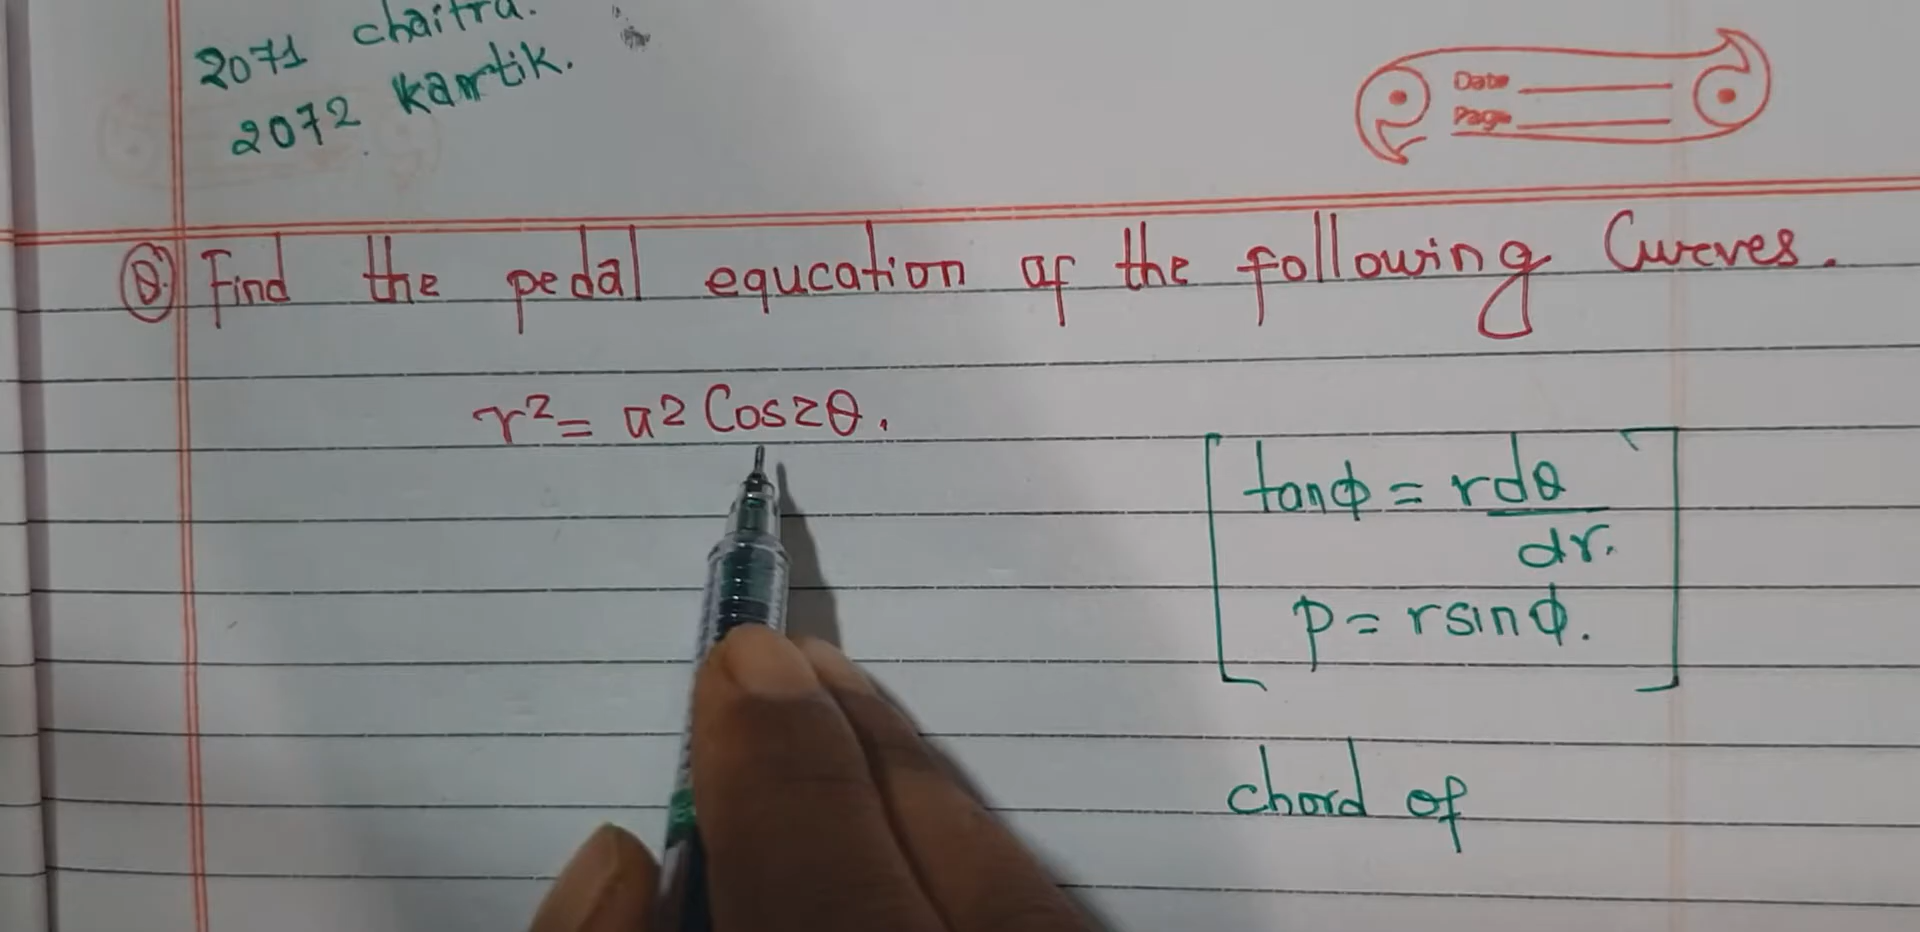 2071 chaitra.
2072 kartik.
Date
Page
Q. Find the pedal equcation of the following Curves.
r² = a² Cos2θ.
tanϕ = rdθ/dr.
p = rsinϕ.
chord of